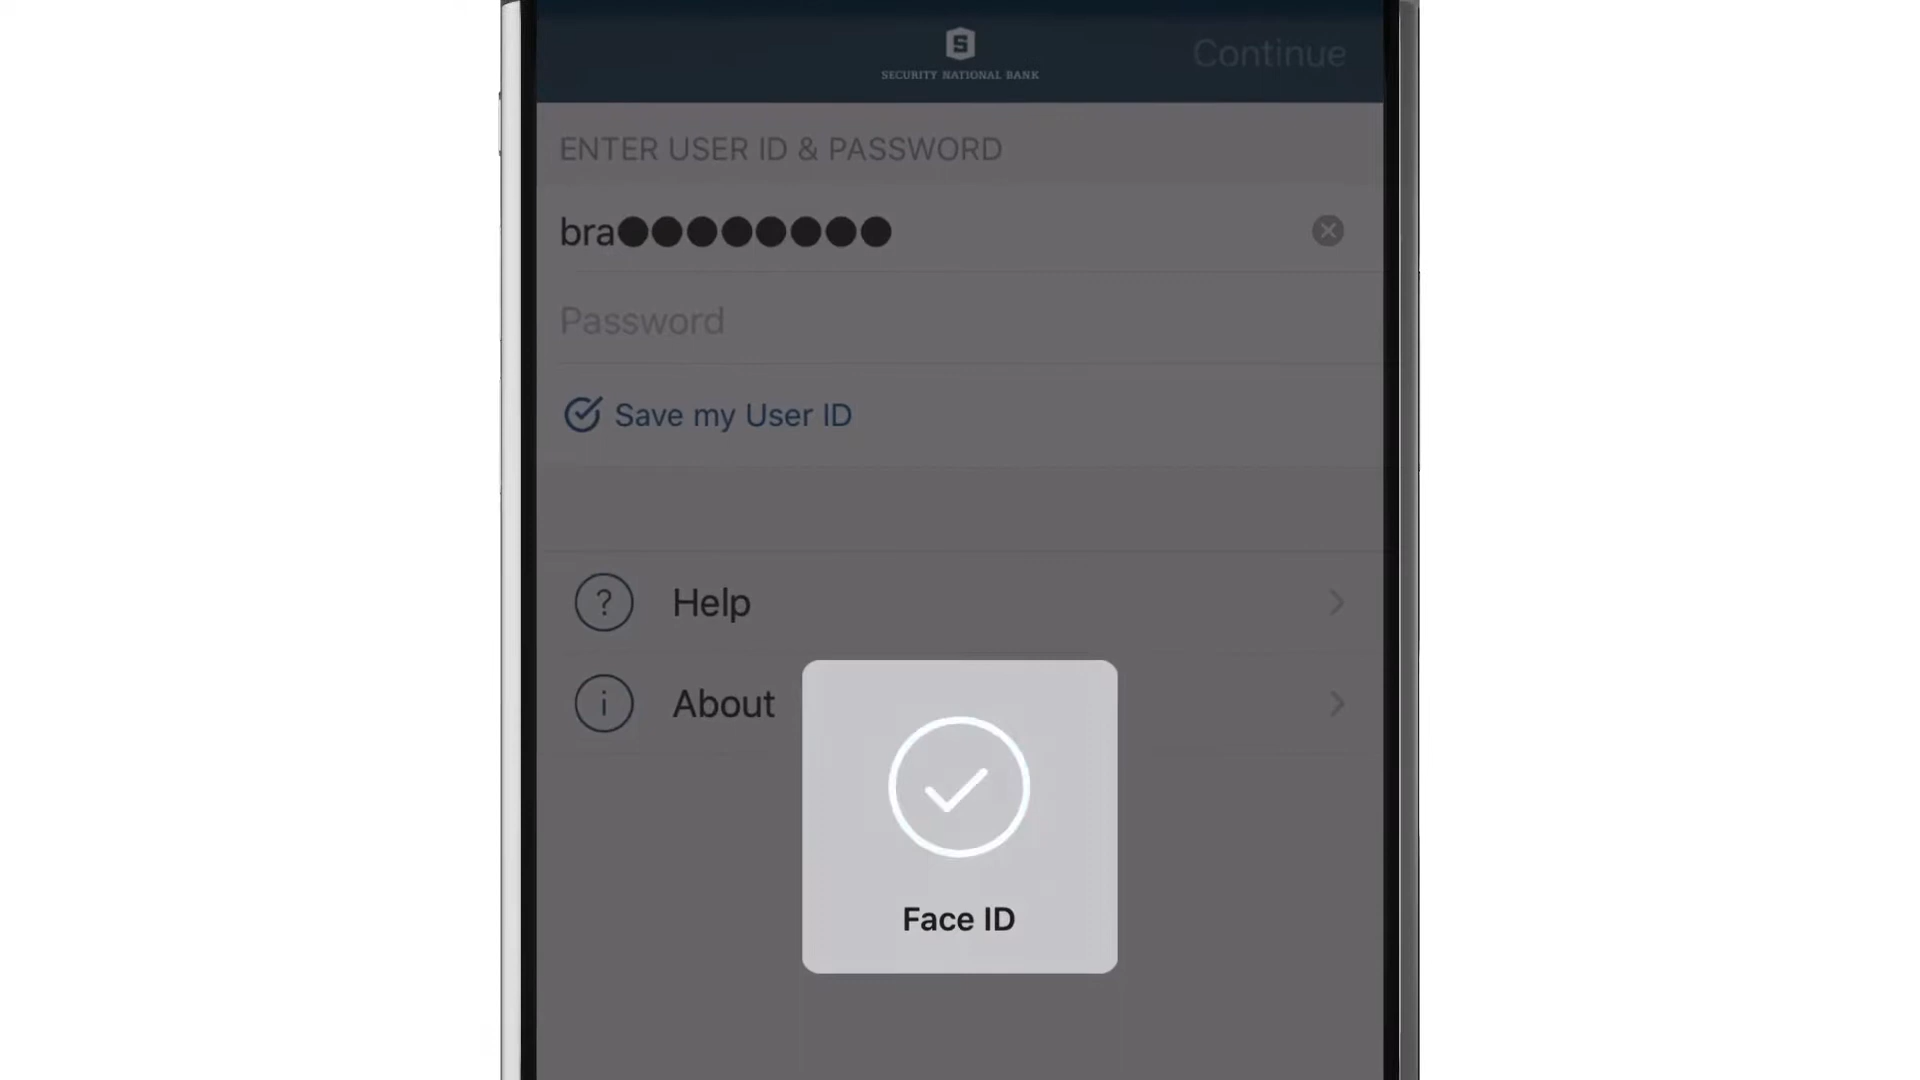 SECURITY NATIONAL BANK
Continue
ENTER USER ID & PASSWORD
bra●●●●●●●●
Password
Save my User ID
Help
About
Face ID